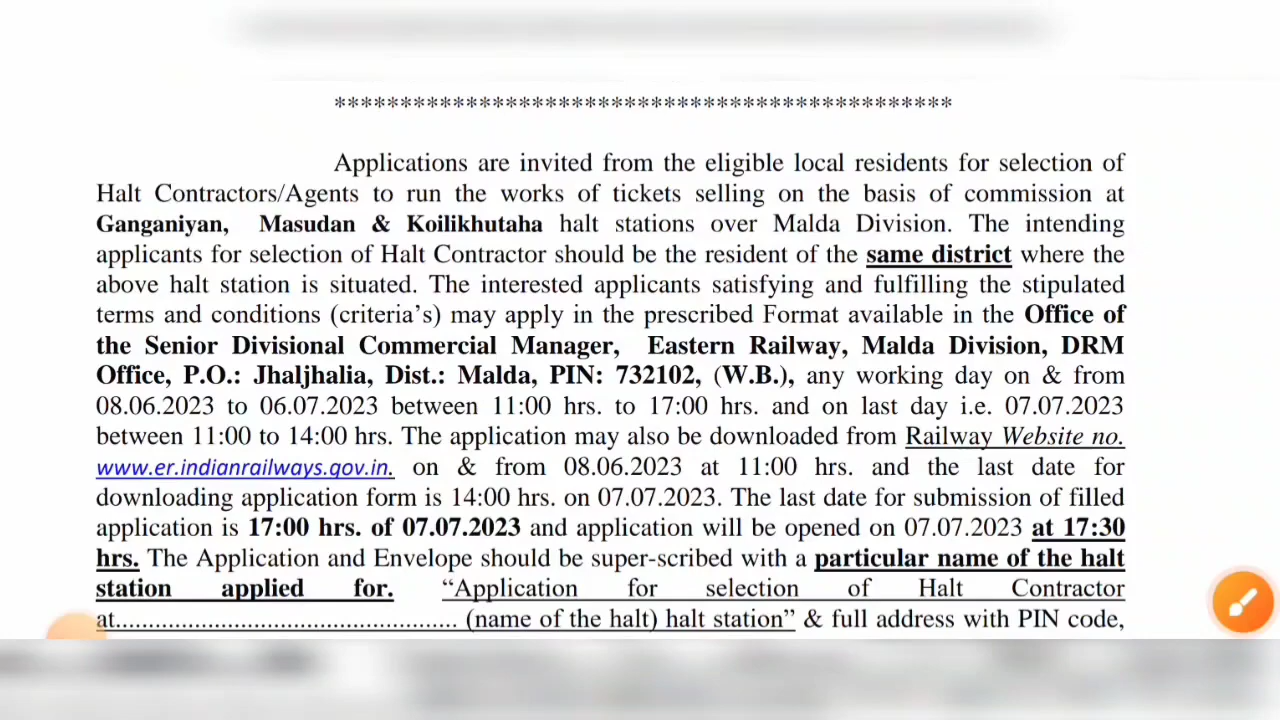 ***********************************************
Applications are invited from the eligible local residents for selection of
Halt Contractors/Agents to run the works of tickets selling on the basis of commission at
Ganganiyan, Masudan & Koilikhutaha halt stations over Malda Division. The intending
applicants for selection of Halt Contractor should be the resident of the same district where the
above halt station is situated. The interested applicants satisfying and fulfilling the stipulated
terms and conditions (criteria’s) may apply in the prescribed Format available in the Office of
the Senior Divisional Commercial Manager, Eastern Railway, Malda Division, DRM
Office, P.O.: Jhaljhalia, Dist.: Malda, PIN: 732102, (W.B.), any working day on & from
08.06.2023 to 06.07.2023 between 11:00 hrs. to 17:00 hrs. and on last day i.e. 07.07.2023
between 11:00 to 14:00 hrs. The application may also be downloaded from Railway Website no.
www.er.indianrailways.gov.in. on & from 08.06.2023 at 11:00 hrs. and the last date for
downloading application form is 14:00 hrs. on 07.07.2023. The last date for submission of filled
application is 17:00 hrs. of 07.07.2023 and application will be opened on 07.07.2023 at 17:30
hrs. The Application and Envelope should be super-scribed with a particular name of the halt
station applied for. “Application for selection of Halt Contractor
at.................................................... (name of the halt) halt station” & full address with PIN code,